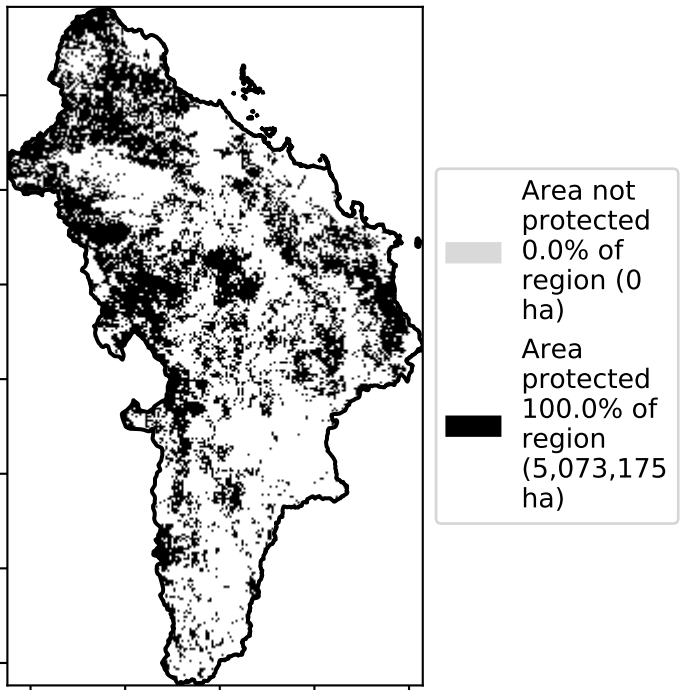 Area not
protected
0.0% of
region (0
ha)
Area
protected
100.0% of
region
(5,073,175
ha)